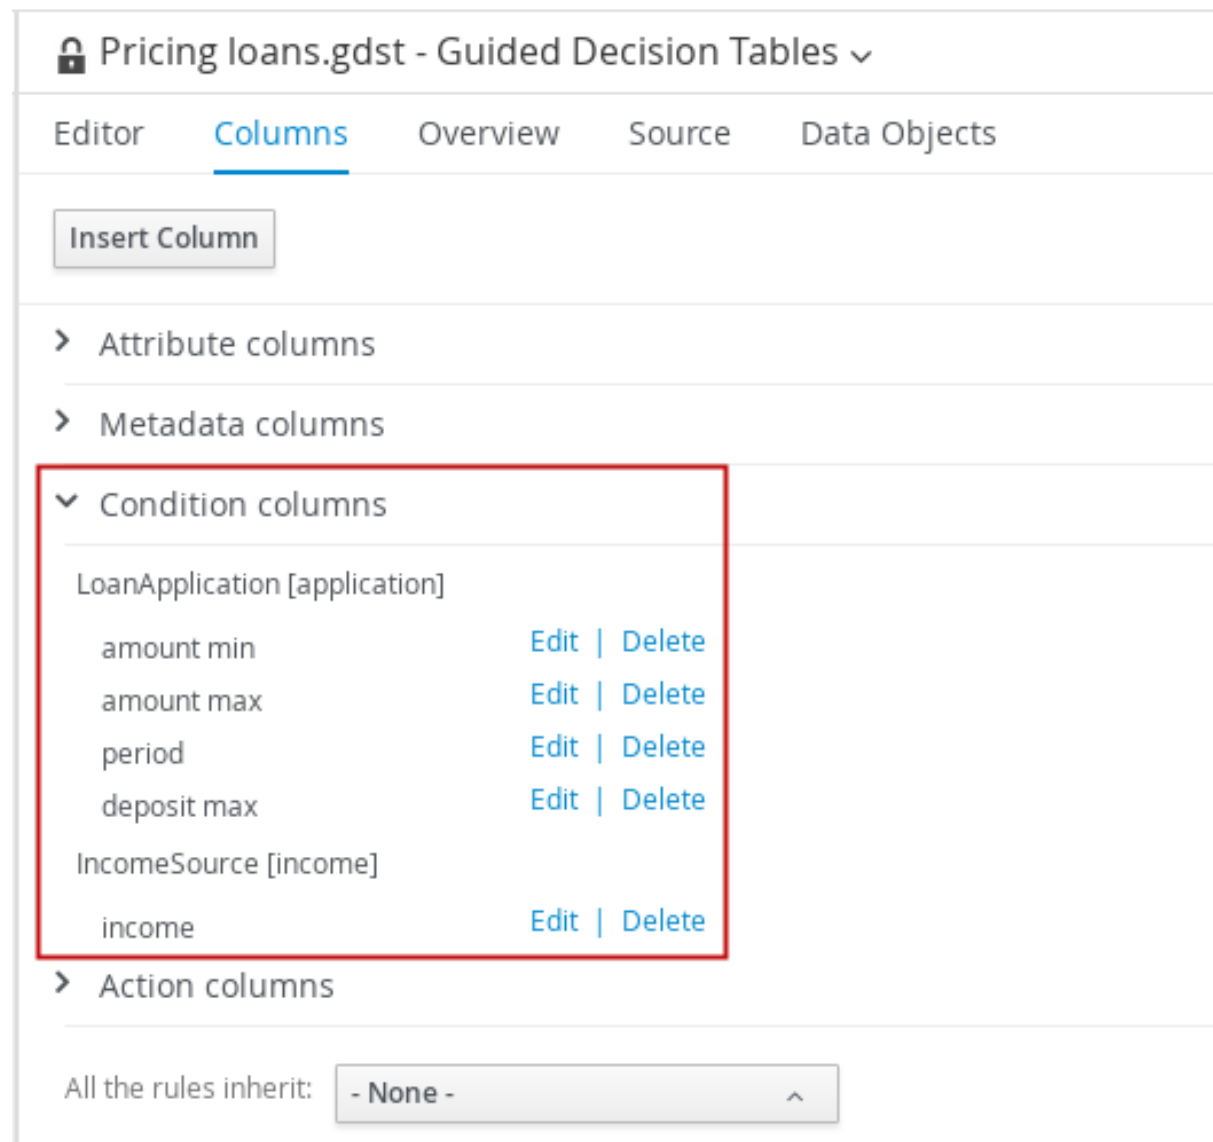 Pricing loans.gdst - Guided Decision Tables
Editor Columns Overview Source Data Objects
Insert Column
Attribute columns
Metadata columns
Condition columns
LoanApplication [application]
amount min Edit | Delete
amount max Edit | Delete
period Edit | Delete
deposit max Edit | Delete
IncomeSource [income]
income Edit | Delete
Action columns
All the rules inherit: - None -